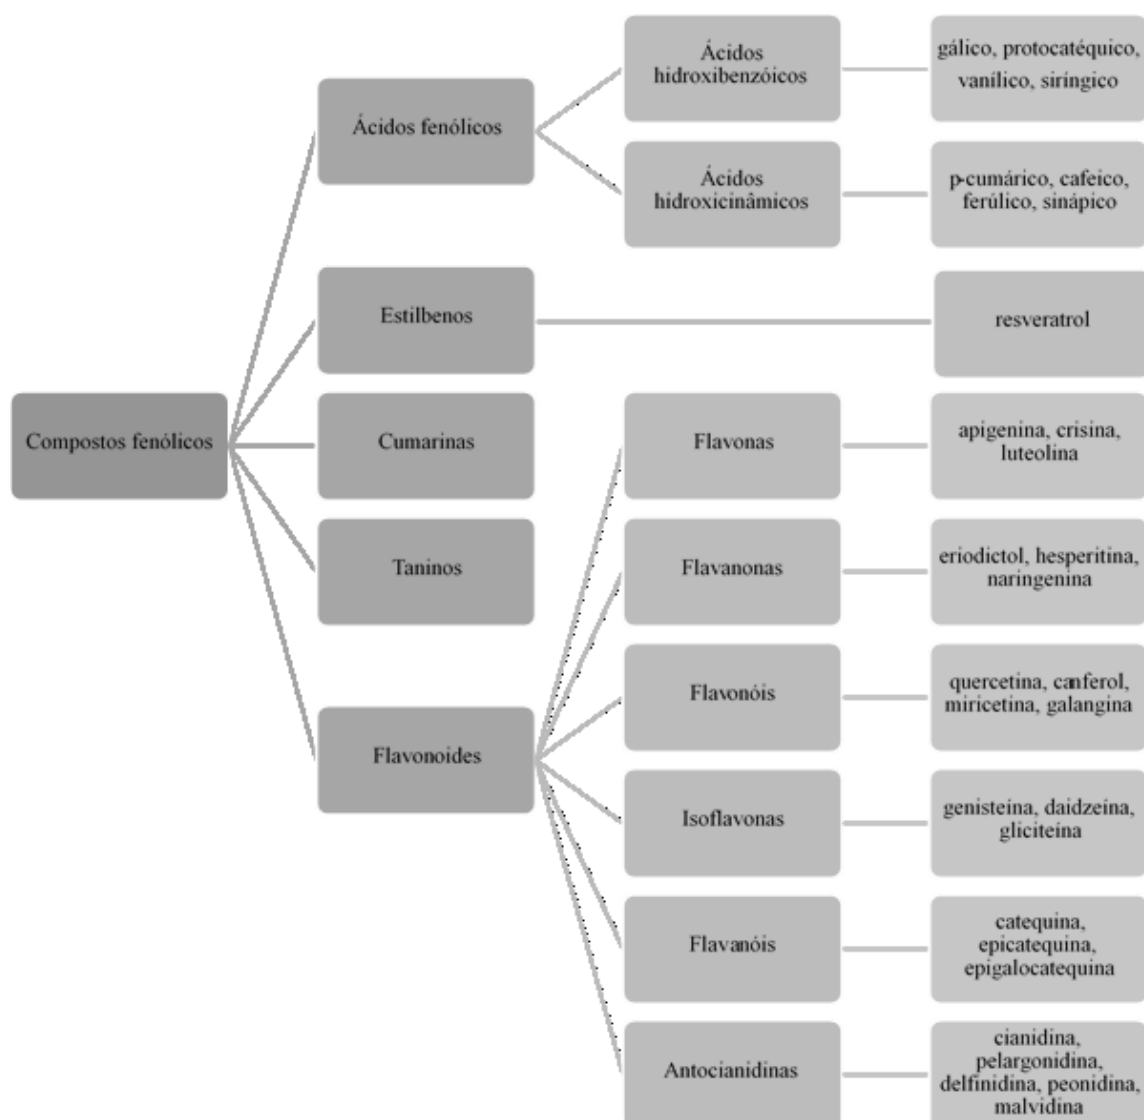 Compostos fenólicos
Ácidos fenólicos
Ácidos
hidroxibenzóicos
gálico, protocatéquico,
vanílico, siríngico
Ácidos
hidroxicinâmicos
p-cumárico, cafeico,
ferúlico, sinápico
Estilbenos
resveratrol
Cumarinas
Taninos
Flavonoides
Flavonas
apigenina, crisina,
luteolina
Flavanonas
eriodictol, hesperitina,
naringenina
Flavonóis
quercetina, canferol,
miricetina, galangina
Isoflavonas
genisteína, daidzeína,
gliciteína
Flavanóis
catequina,
epicatequina,
epigalocatequina
Antocianidinas
cianidina,
pelargonidina,
delfinidina, peonidina,
malvidina